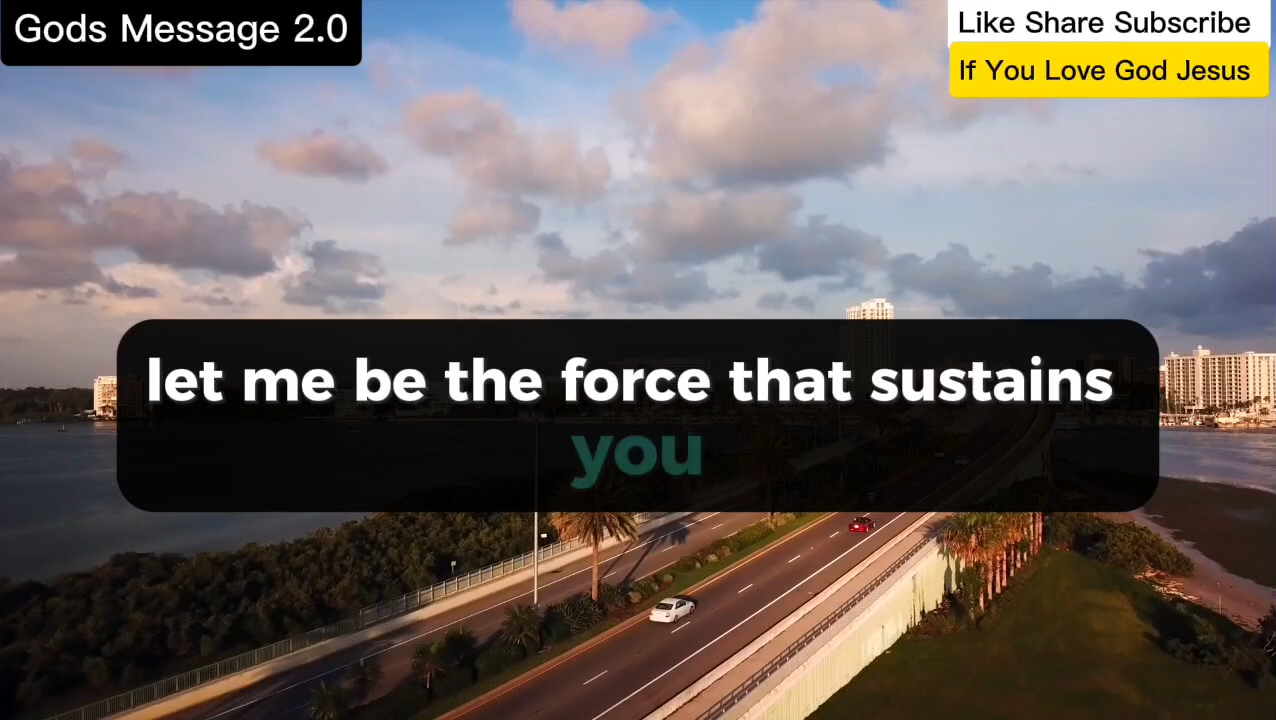 Gods Message 2.0
Like Share Subscribe
If You Love God Jesus
let me be the force that sustains
you